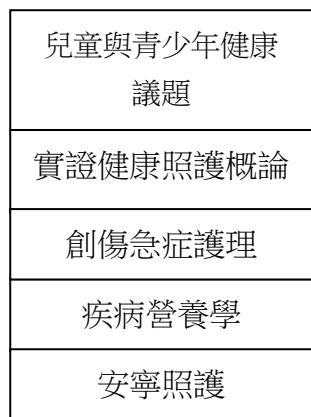 兒童與青少年健康
議題
實證健康照護概論
創傷急症護理
疾病營養學
安寧照護